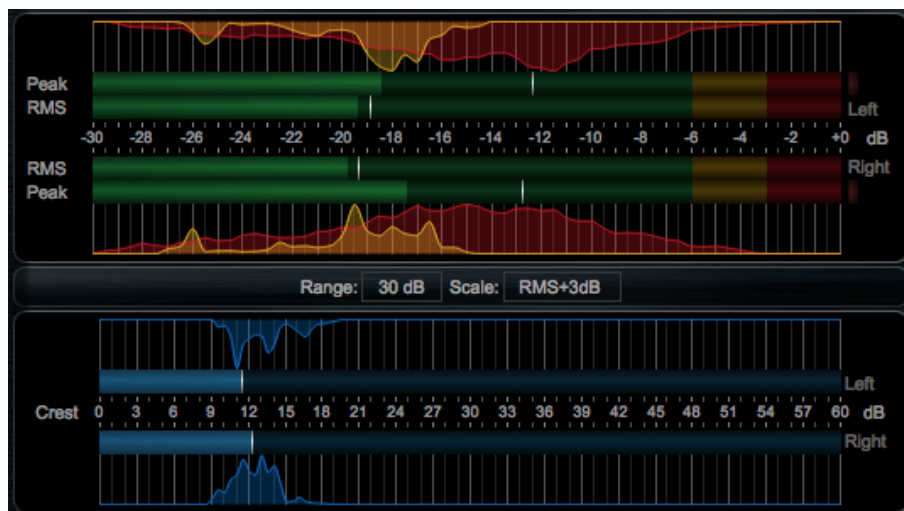 Peak
RMS Left
-30 -28 -26 -24 -22 -20 -18 -16 -14 -12 -10 -8 -6 -4 -2 +0 dB
RMS Right
Peak
Range: 30 dB Scale: RMS+3dB
Left
Crest 0 3 6 9 12 15 18 21 24 27 30 33 36 39 42 45 48 51 54 57 60 dB
Right